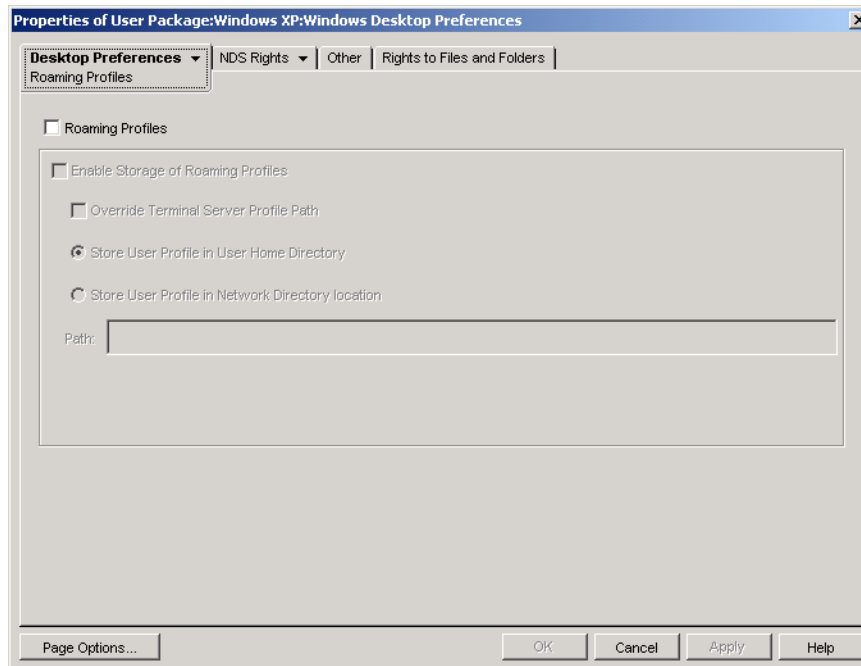 Properties of User Package:Windows XP:Windows Desktop Preferences
Desktop Preferences NDS Rights Other Rights to Files and Folders
Roaming Profiles
Roaming Profiles
Enable Storage of Roaming Profiles
Override Terminal Server Profile Path
Store User Profile in User Home Directory
Store User Profile in Network Directory location
Path:
Page Options... OK Cancel Apply Help